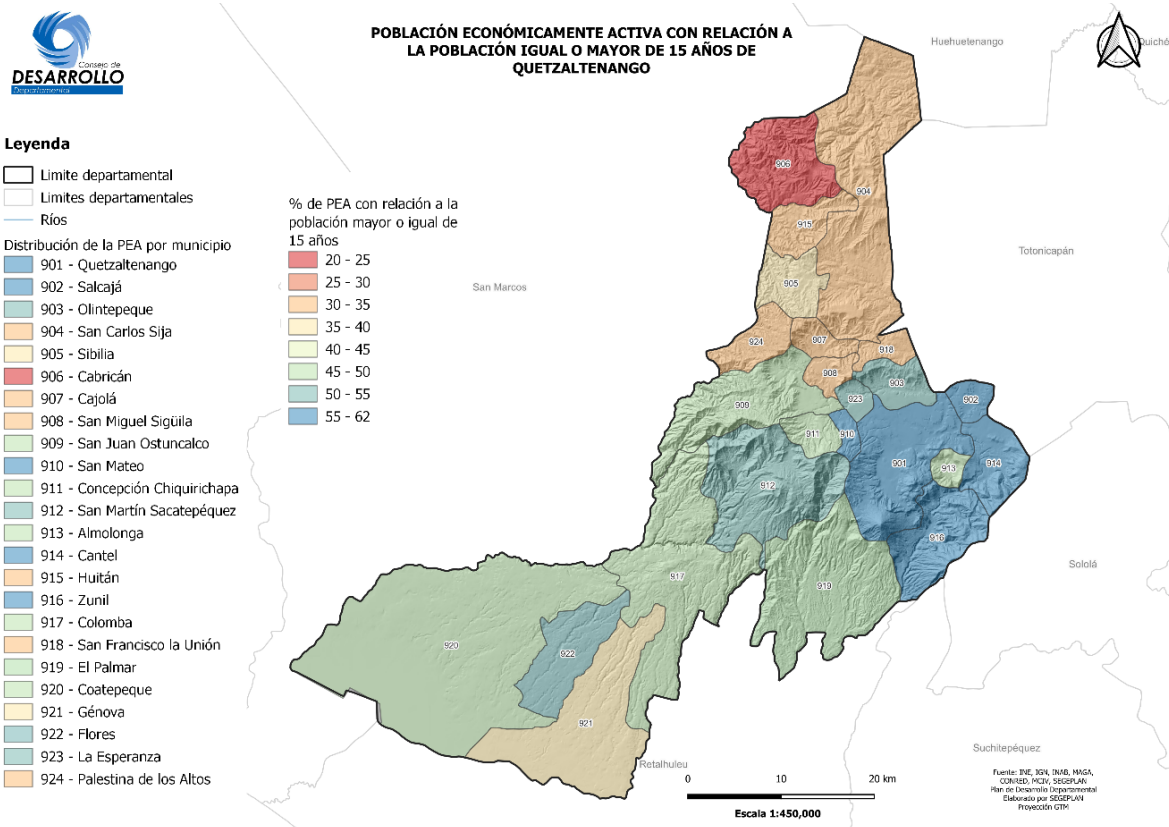 POBLACIÓN ECONÓMICAMENTE ACTIVA CON RELACIÓN A
LA POBLACIÓN IGUAL O MAYOR DE 15 AÑOS DE
QUETZALTENANGO
Consejo de
DESARROLLO
Departamental
Huehuetenango
Quiché
Leyenda
Limite departamental
Limites departamentales
Ríos
Distribución de la PEA por municipio
901 - Quetzaltenango
902 - Salcajá
903 - Olintepeque
904 - San Carlos Sija
905 - Sibilia
906 - Cabricán
907 - Cajolá
908 - San Miguel Sigüila
909 - San Juan Ostuncalco
910 - San Mateo
911 - Concepción Chiquirichapa
912 - San Martín Sacatepéquez
913 - Almolonga
914 - Cantel
915 - Huitán
916 - Zunil
917 - Colomba
918 - San Francisco la Unión
919 - El Palmar
920 - Coatepeque
921 - Génova
922 - Flores
923 - La Esperanza
924 - Palestina de los Altos
% de PEA con relación a la
población mayor o igual de
15 años
20 - 25
25 - 30
30 - 35
35 - 40
40 - 45
45 - 50
50 - 55
55 - 62
906
904
915
905
924
907
918
908
903
923
902
909
911
910
901
913
914
912
916
917
919
920
922
921
San Marcos
Totonicapán
Sololá
Suchitepéquez
Retalhuleu
0 10 20 km
Escala 1:450,000
Fuente: INE, IGN, INAB, MAGA,
CONRED, MCIV, SEGEPLAN
Plan de Desarrollo Departamental
Elaborado por SEGEPLAN
Proyección GTM